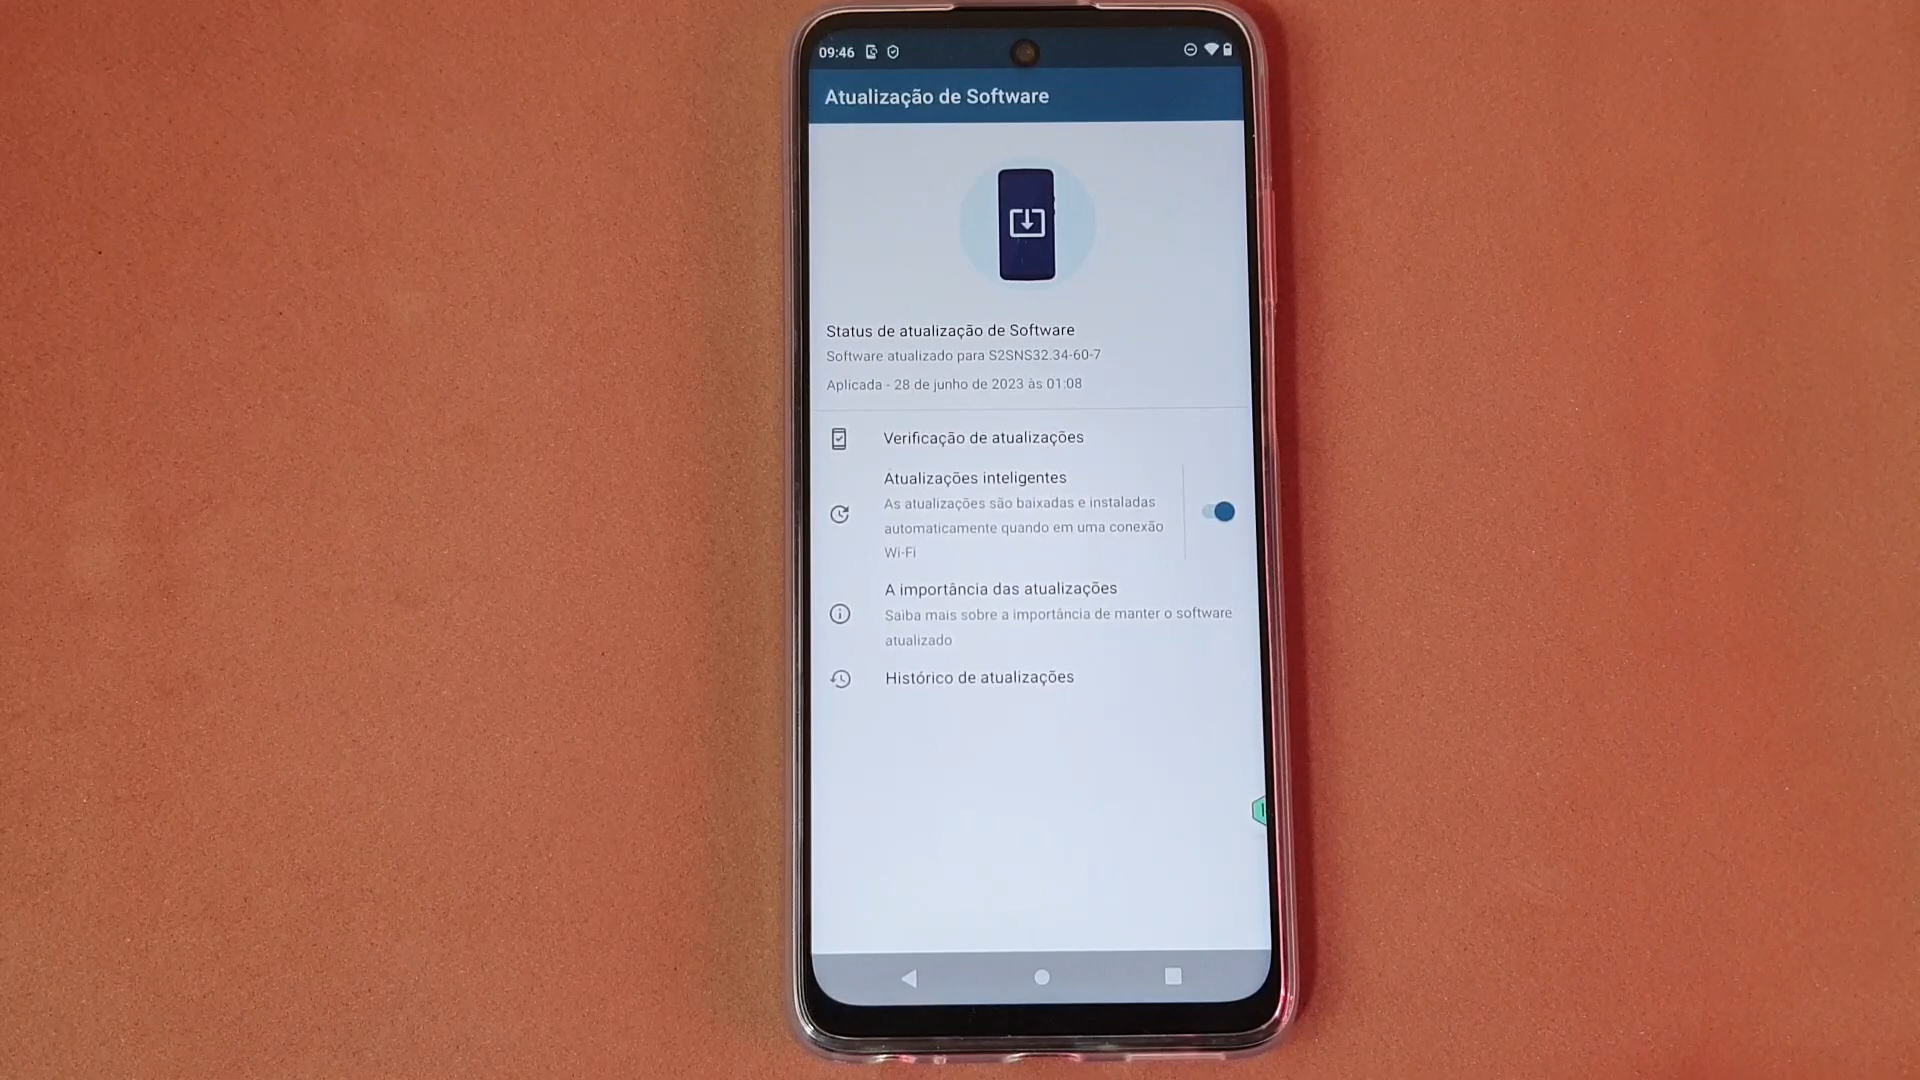 09:46
Atualização de Software
Status de atualização de Software
Software atualizado para S2SNS32.34-60-7
Aplicada - 28 de junho de 2023 às 01:08
Verificação de atualizações
Atualizações inteligentes
As atualizações são baixadas e instaladas
automaticamente quando em uma conexão
Wi-Fi
A importância das atualizações
Saiba mais sobre a importância de manter o software
atualizado
Histórico de atualizações